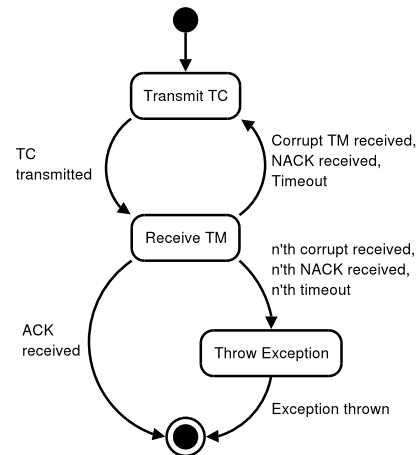 Transmit TC
TC
transmitted
Corrupt TM received,
NACK received,
Timeout
Receive TM
n'th corrupt received,
n'th NACK received,
n'th timeout
ACK
received
Throw Exception
Exception thrown